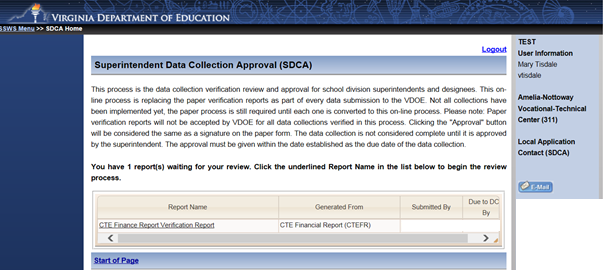 VIRGINIA DEPARTMENT OF EDUCATION
SSWS Menu >> SDCA Home
Logout
Superintendent Data Collection Approval (SDCA)
This process is the data collection verification review and approval for school division superintendents and designees. This on-
line process is replacing the paper verification reports as part of every data submission to the VDOE. Not all collections have
been implemented yet, the paper process is still required until each one is converted to this on-line process. Please note: Paper
verification reports will not be accepted by VDOE for all data collections verified in this process. Clicking the "Approval" button
will be considered the same as a signature on the paper form. The data collection is not considered complete until it is approved
by the superintendent. The approval must be given within the date established as the due date of the data collection.
You have 1 report(s) waiting for your review. Click the underlined Report Name in the list below to begin the review
process.
Report Name Generated From Submitted By Due to DC
By
CTE Finance Report Verification Report CTE Financial Report (CTEFR)
Start of Page
TEST
User Information
Mary Tisdale
vtisdale
Amelia-Nottoway
Vocational-Technical
Center (311)
Local Application
Contact (SDCA)
E-Mail